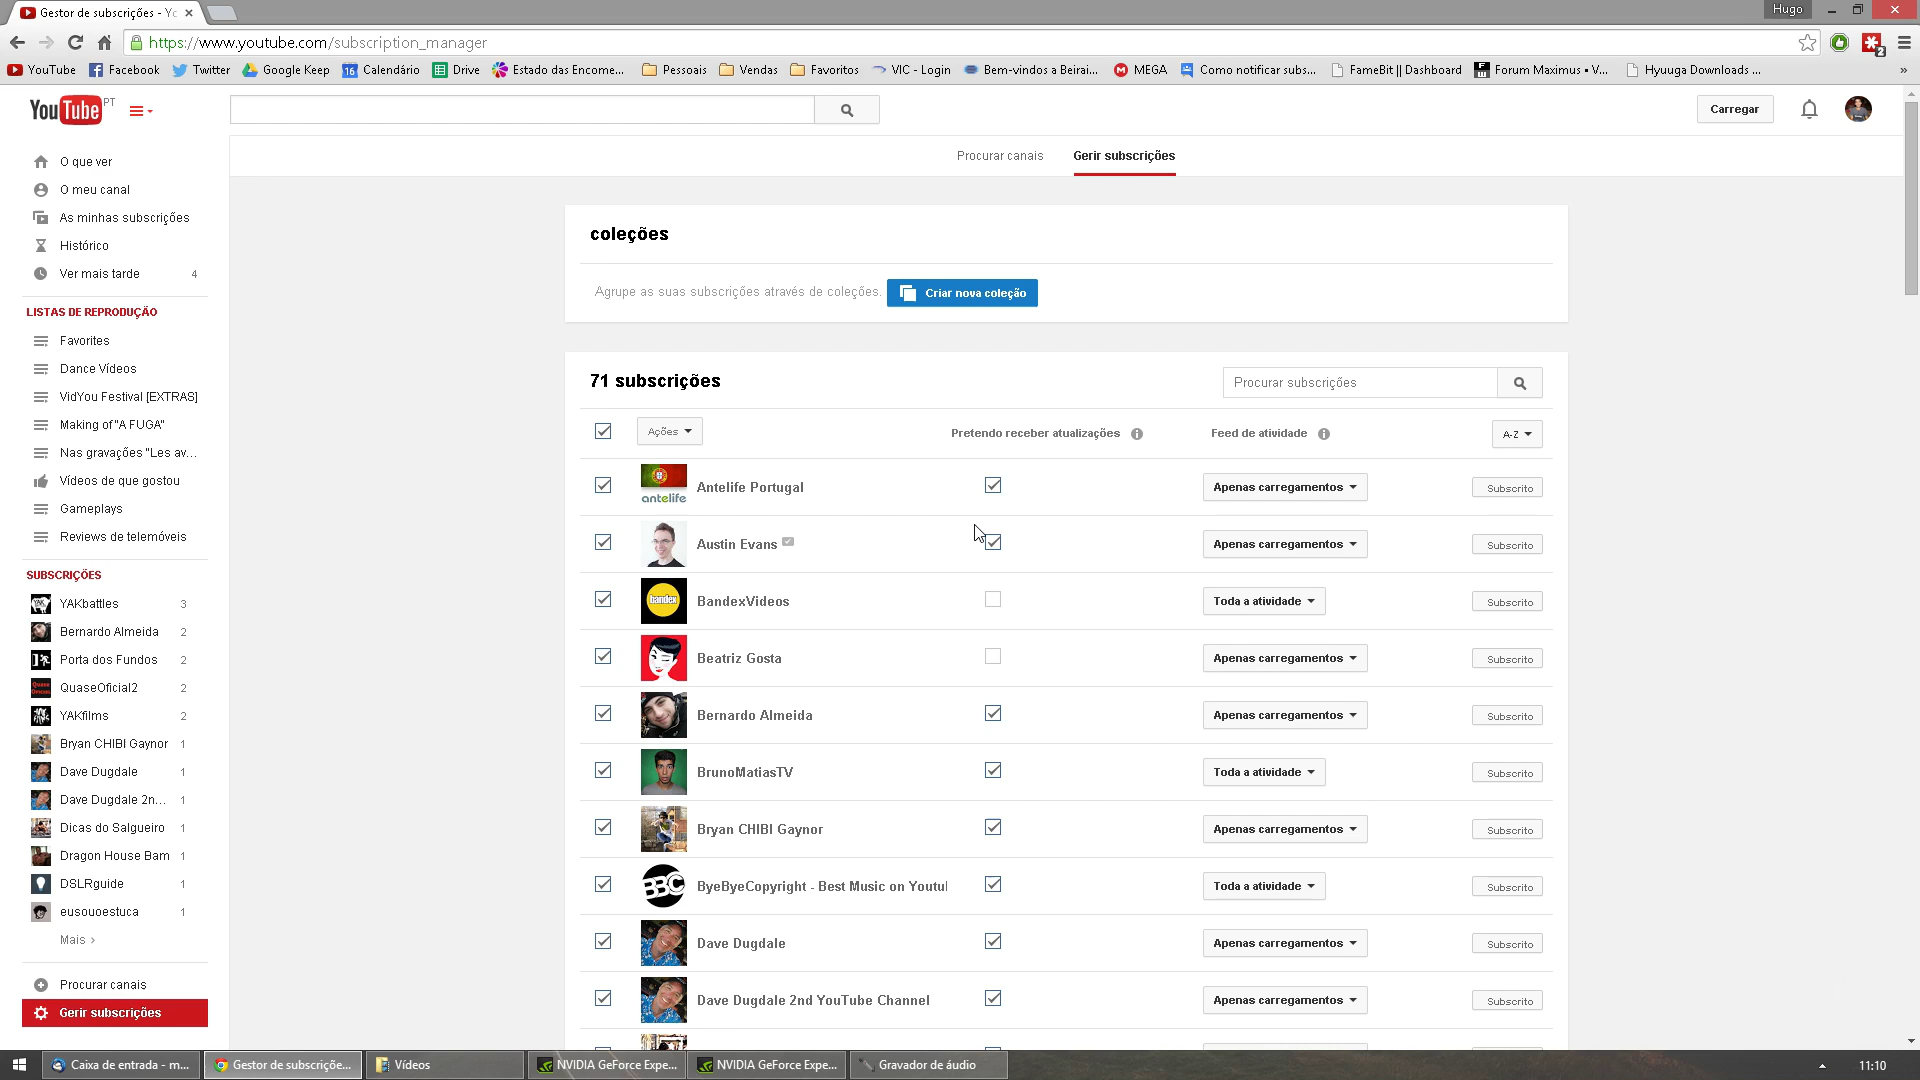 Gestor de subscrições - Yc
Hugo
https://www.youtube.com/subscription_manager
2
YouTube
Facebook
Twitter
Google Keep
16 Calendário
Drive
Estado das Encome...
Pessoais
Vendas
Favoritos
VIC - Login
Bem-vindos a Beirai...
MEGA
Como notificar subs...
FameBit || Dashboard
Forum Maximus • V...
Hyuuga Downloads ...
»
YouTube PT
Carregar
Procurar canais
Gerir subscrições
O que ver
O meu canal
As minhas subscrições
Histórico
Ver mais tarde 4
LISTAS DE REPRODUÇÃO
Favorites
Dance Vídeos
VidYou Festival [EXTRAS]
Making of "A FUGA"
Nas gravações "Les av...
Vídeos de que gostou
Gameplays
Reviews de telemóveis
SUBSCRIÇÕES
YAKbattles 3
Bernardo Almeida 2
Porta dos Fundos 2
QuaseOficial2 2
YAKfilms 2
Bryan CHIBI Gaynor 1
Dave Dugdale 1
Dave Dugdale 2n... 1
Dicas do Salgueiro 1
Dragon House Bam 1
DSLRguide 1
eusouoestuca 1
Mais ›
Procurar canais
Gerir subscrições
coleções
Agrupe as suas subscrições através de coleções.
Criar nova coleção
71 subscrições
Procurar subscrições
Ações
Pretendo receber atualizações
Feed de atividade
A-Z
antelife
Antelife Portugal
Apenas carregamentos
Subscrito
Austin Evans
Apenas carregamentos
Subscrito
bandex
BandexVideos
Toda a atividade
Subscrito
Beatriz Gosta
Apenas carregamentos
Subscrito
Bernardo Almeida
Apenas carregamentos
Subscrito
BrunoMatiasTV
Toda a atividade
Subscrito
Bryan CHIBI Gaynor
Apenas carregamentos
Subscrito
BBC
ByeByeCopyright - Best Music on Youtul
Toda a atividade
Subscrito
Dave Dugdale
Apenas carregamentos
Subscrito
Dave Dugdale 2nd YouTube Channel
Apenas carregamentos
Subscrito
Caixa de entrada - m...
Gestor de subscriçõe...
Vídeos
NVIDIA GeForce Expe...
NVIDIA GeForce Expe...
Gravador de áudio
11:10